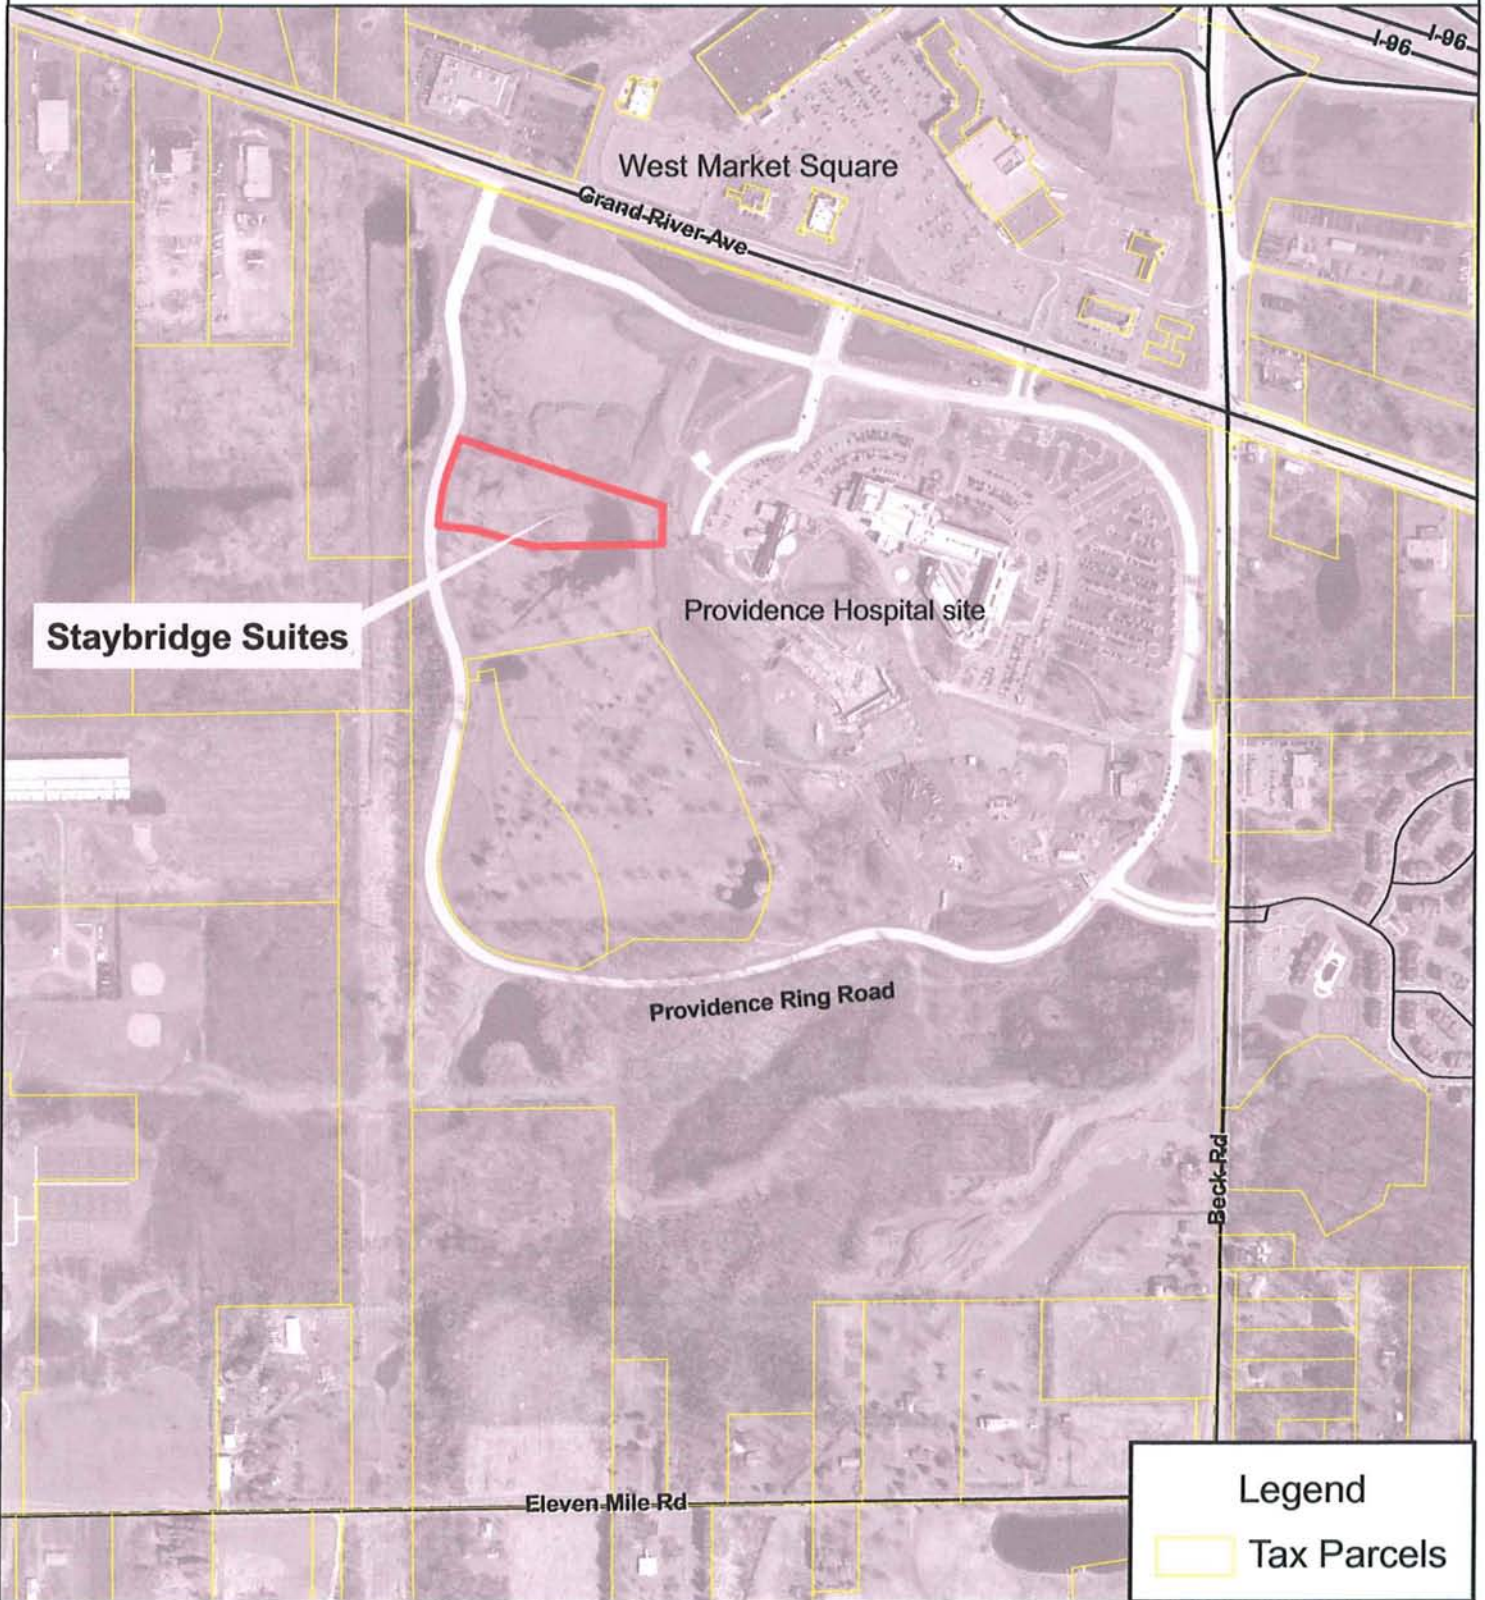 I-96
I-96
West Market Square
Grand River Ave
Staybridge Suites
Providence Hospital site
Providence Ring Road
Beck Rd
Eleven Mile Rd
Legend
Tax Parcels